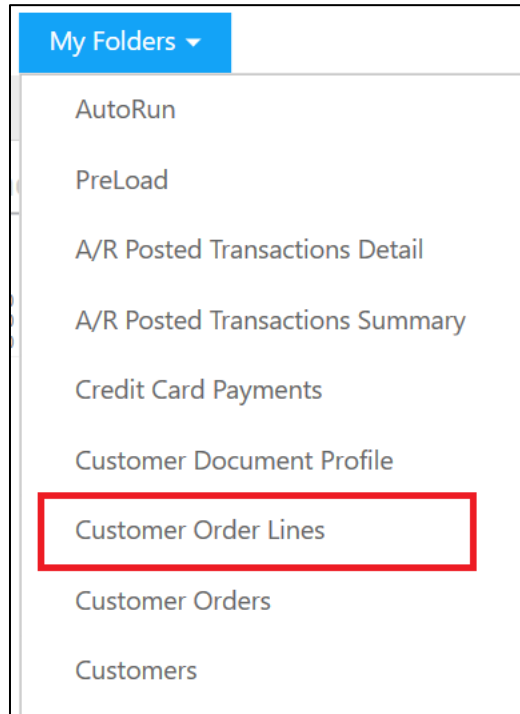 My Folders
AutoRun
PreLoad
A/R Posted Transactions Detail
A/R Posted Transactions Summary
Credit Card Payments
Customer Document Profile
Customer Order Lines
Customer Orders
Customers